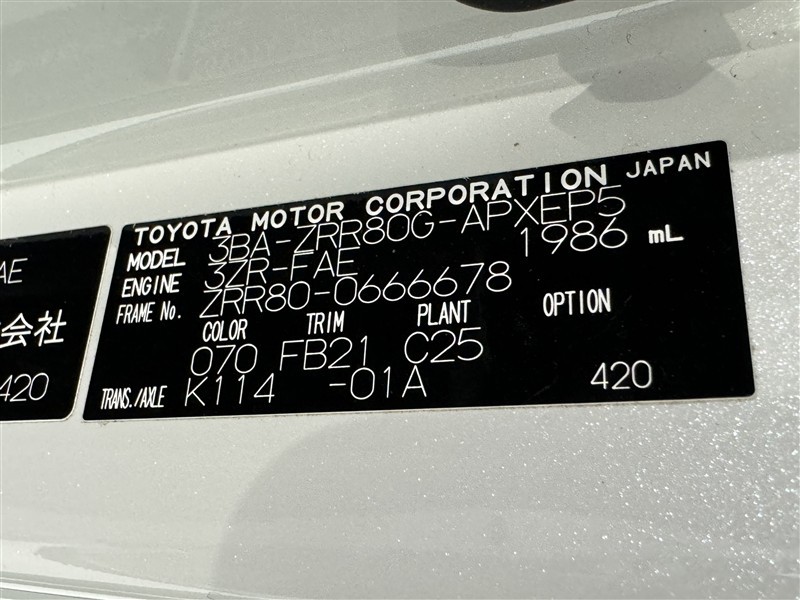 AE
会社
420
TOYOTA MOTOR CORPORATION JAPAN
MODEL 3BA-ZRR80G-APXEP5
ENGINE 3ZR-FAE 1986 mL
FRAME No. ZRR80-0666678
COLOR TRIM PLANT OPTION
070 FB21 C25
TRANS./AXLE K114 -01A 420